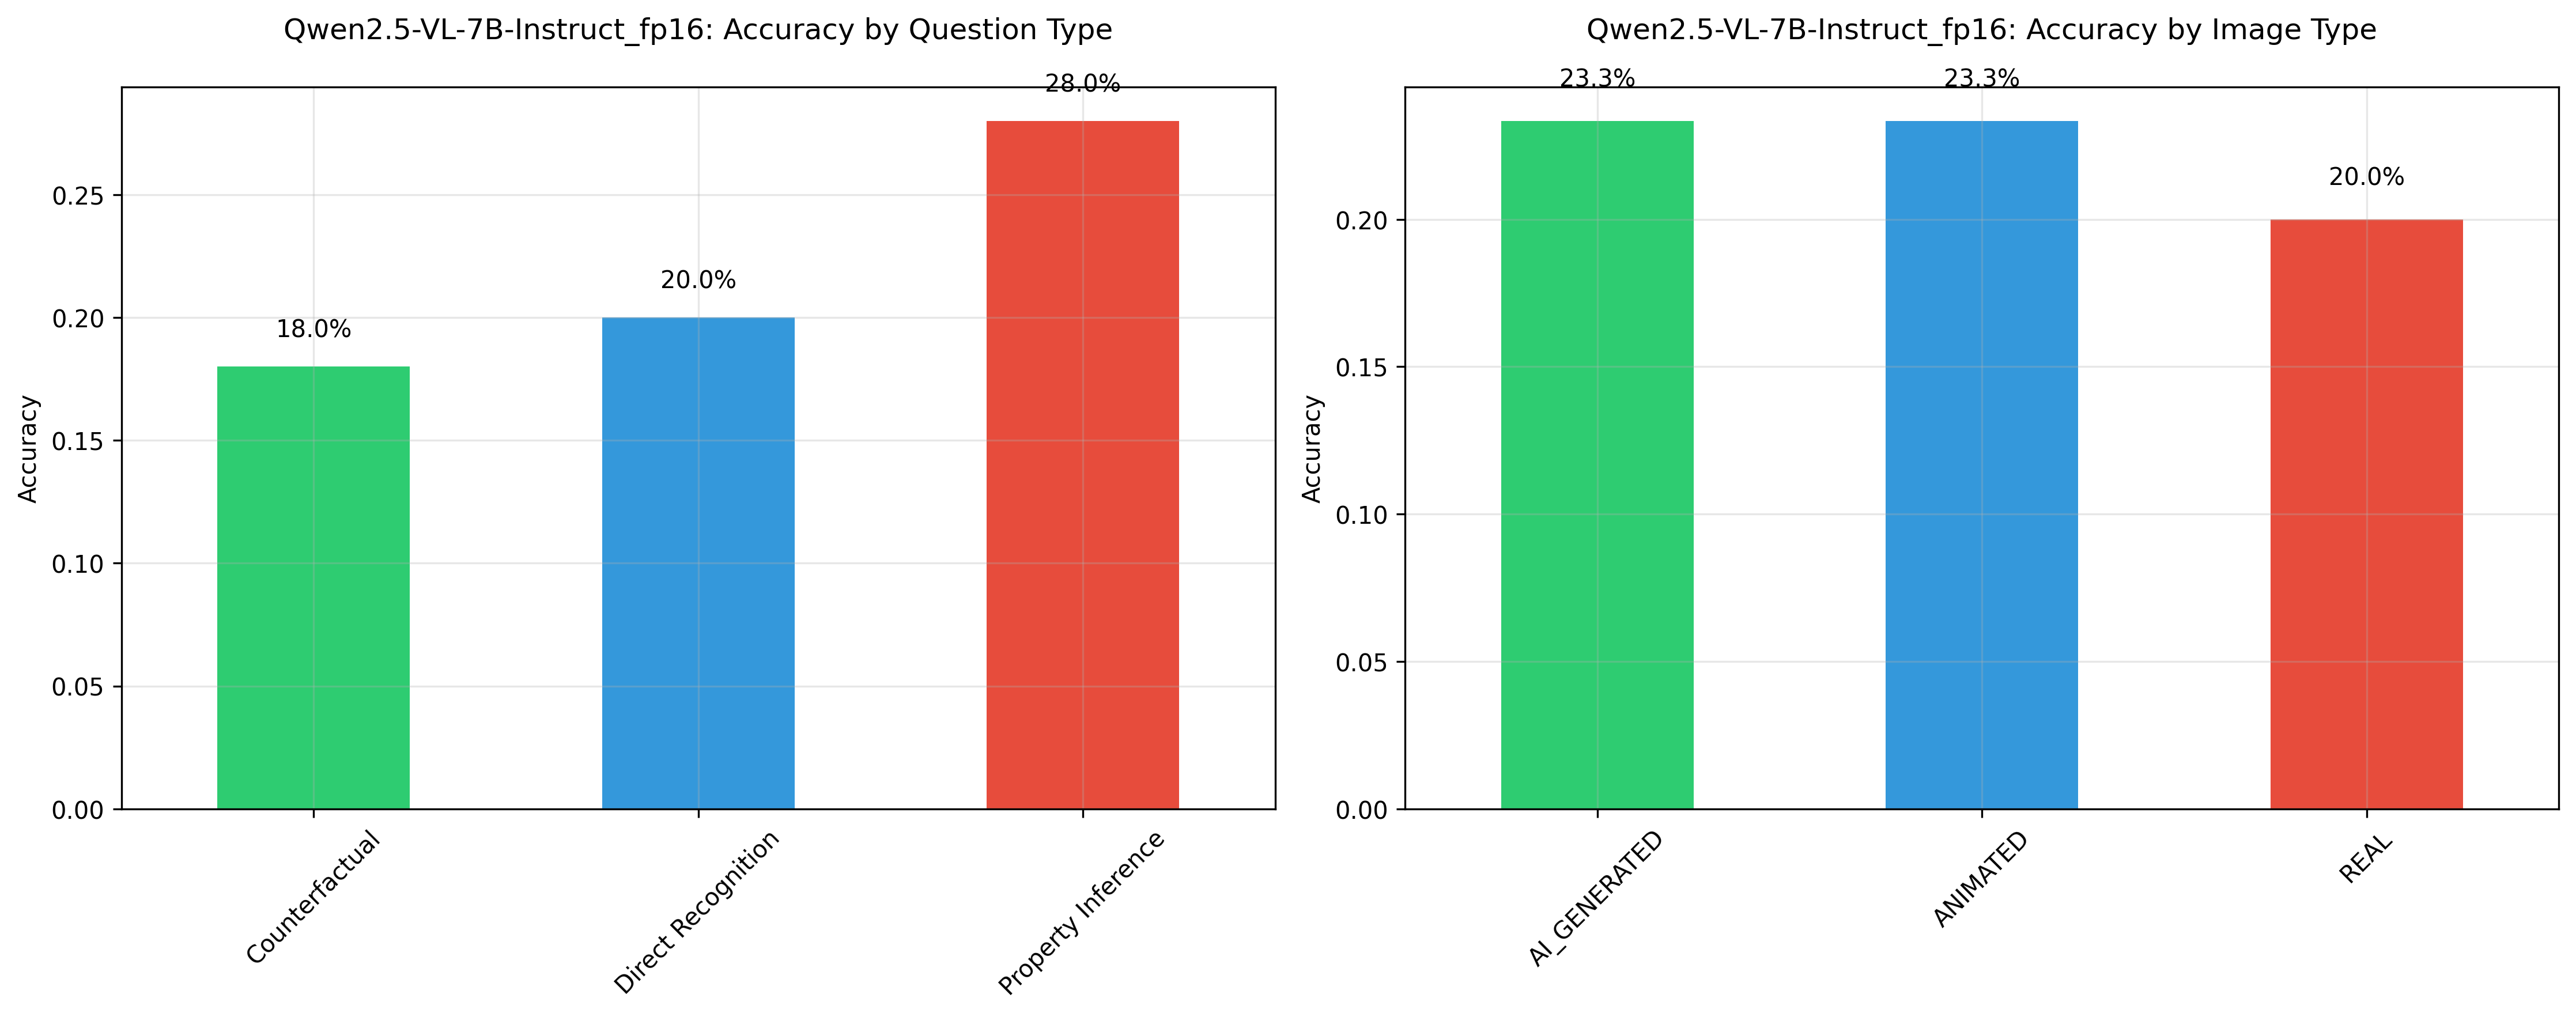 Qwen2.5-VL-7B-Instruct_fp16: Accuracy by Question Type
28.0%
0.25
20.0%
0.20
18.0%
0.15
0.10
0.05
0.00
Accuracy
Counterfactual
Direct Recognition
Property Inference
Qwen2.5-VL-7B-Instruct_fp16: Accuracy by Image Type
23.3%
23.3%
20.0%
0.20
0.15
0.10
0.05
0.00
Accuracy
AI_GENERATED
ANIMATED
REAL